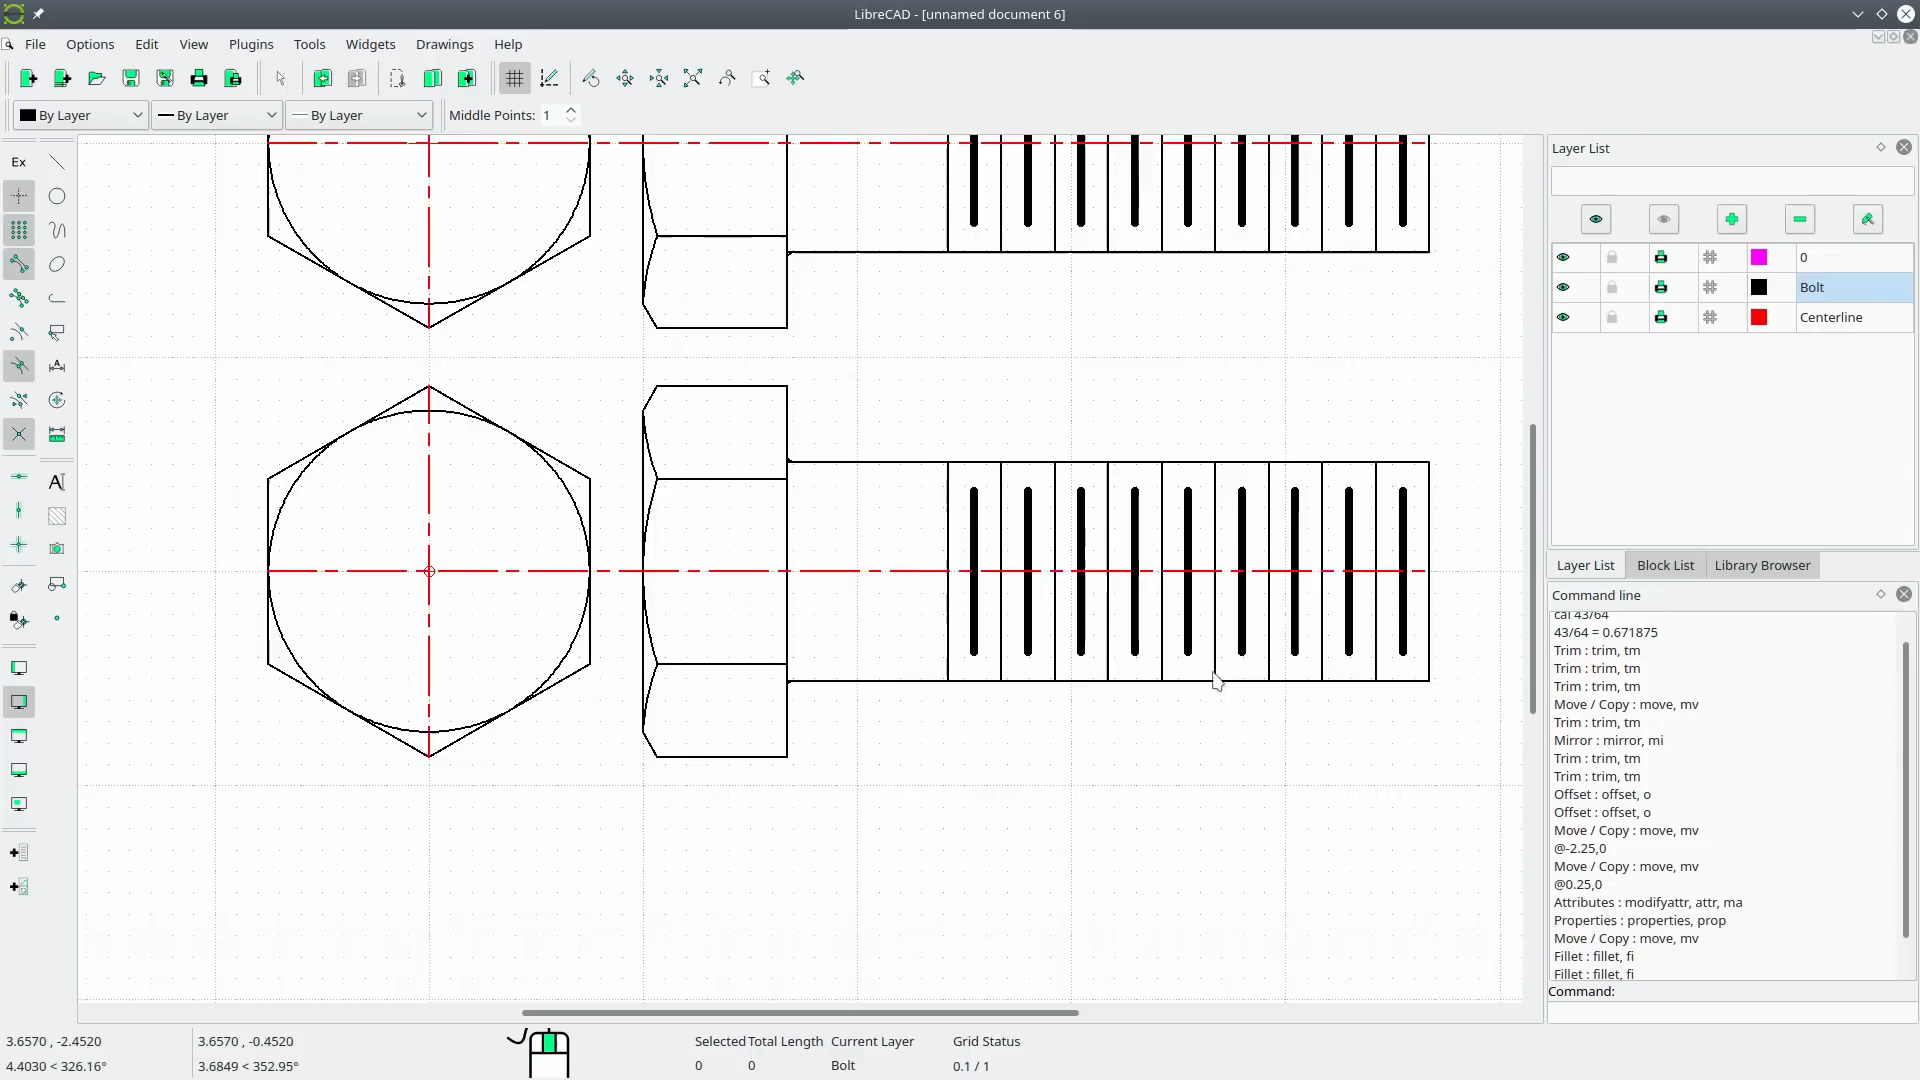 LibreCAD - [unnamed document 6]
File Options Edit View Plugins Tools Widgets Drawings Help
By Layer By Layer By Layer Middle Points: 1
Ex
A
A
Layer List
0
Bolt
Centerline
Layer List Block List Library Browser
Command line
cal 43/64
43/64 = 0.671875
Trim : trim, tm
Trim : trim, tm
Trim : trim, tm
Move / Copy : move, mv
Trim : trim, tm
Mirror : mirror, mi
Trim : trim, tm
Trim : trim, tm
Offset : offset, o
Offset : offset, o
Move / Copy : move, mv
@-2.25,0
Move / Copy : move, mv
@0.25,0
Attributes : modifyattr, attr, ma
Properties : properties, prop
Move / Copy : move, mv
Fillet : fillet, fi
Fillet : fillet, fi
Command:
3.6570 , -2.4520 3.6570 , -0.4520 Selected Total Length Current Layer Grid Status
4.4030 < 326.16° 3.6849 < 352.95° 0 0 Bolt 0.1 / 1